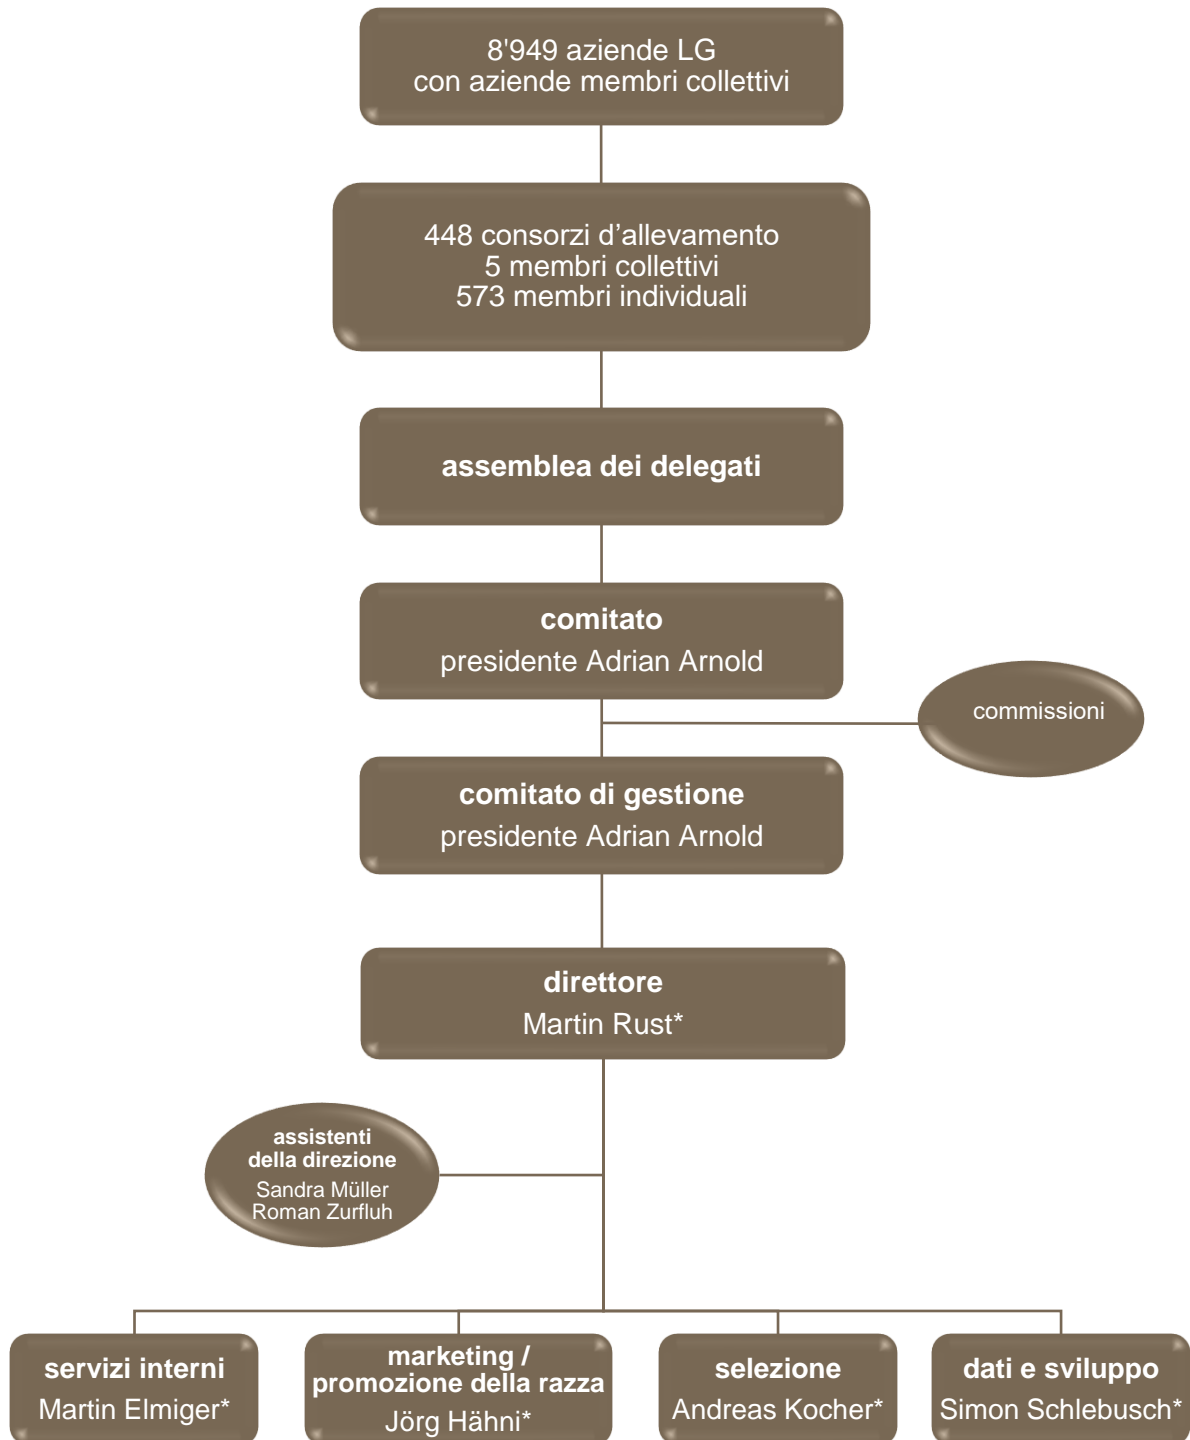 8'949 aziende LG
con aziende membri collettivi
448 consorzi d’allevamento
5 membri collettivi
573 membri individuali
assemblea dei delegati
comitato
presidente Adrian Arnold
commissioni
comitato di gestione
presidente Adrian Arnold
direttore
Martin Rust*
assistenti
della direzione
Sandra Müller
Roman Zurfluh
servizi interni
Martin Elmiger*
marketing /
promozione della razza
Jörg Hähni*
selezione
Andreas Kocher*
dati e sviluppo
Simon Schlebusch*